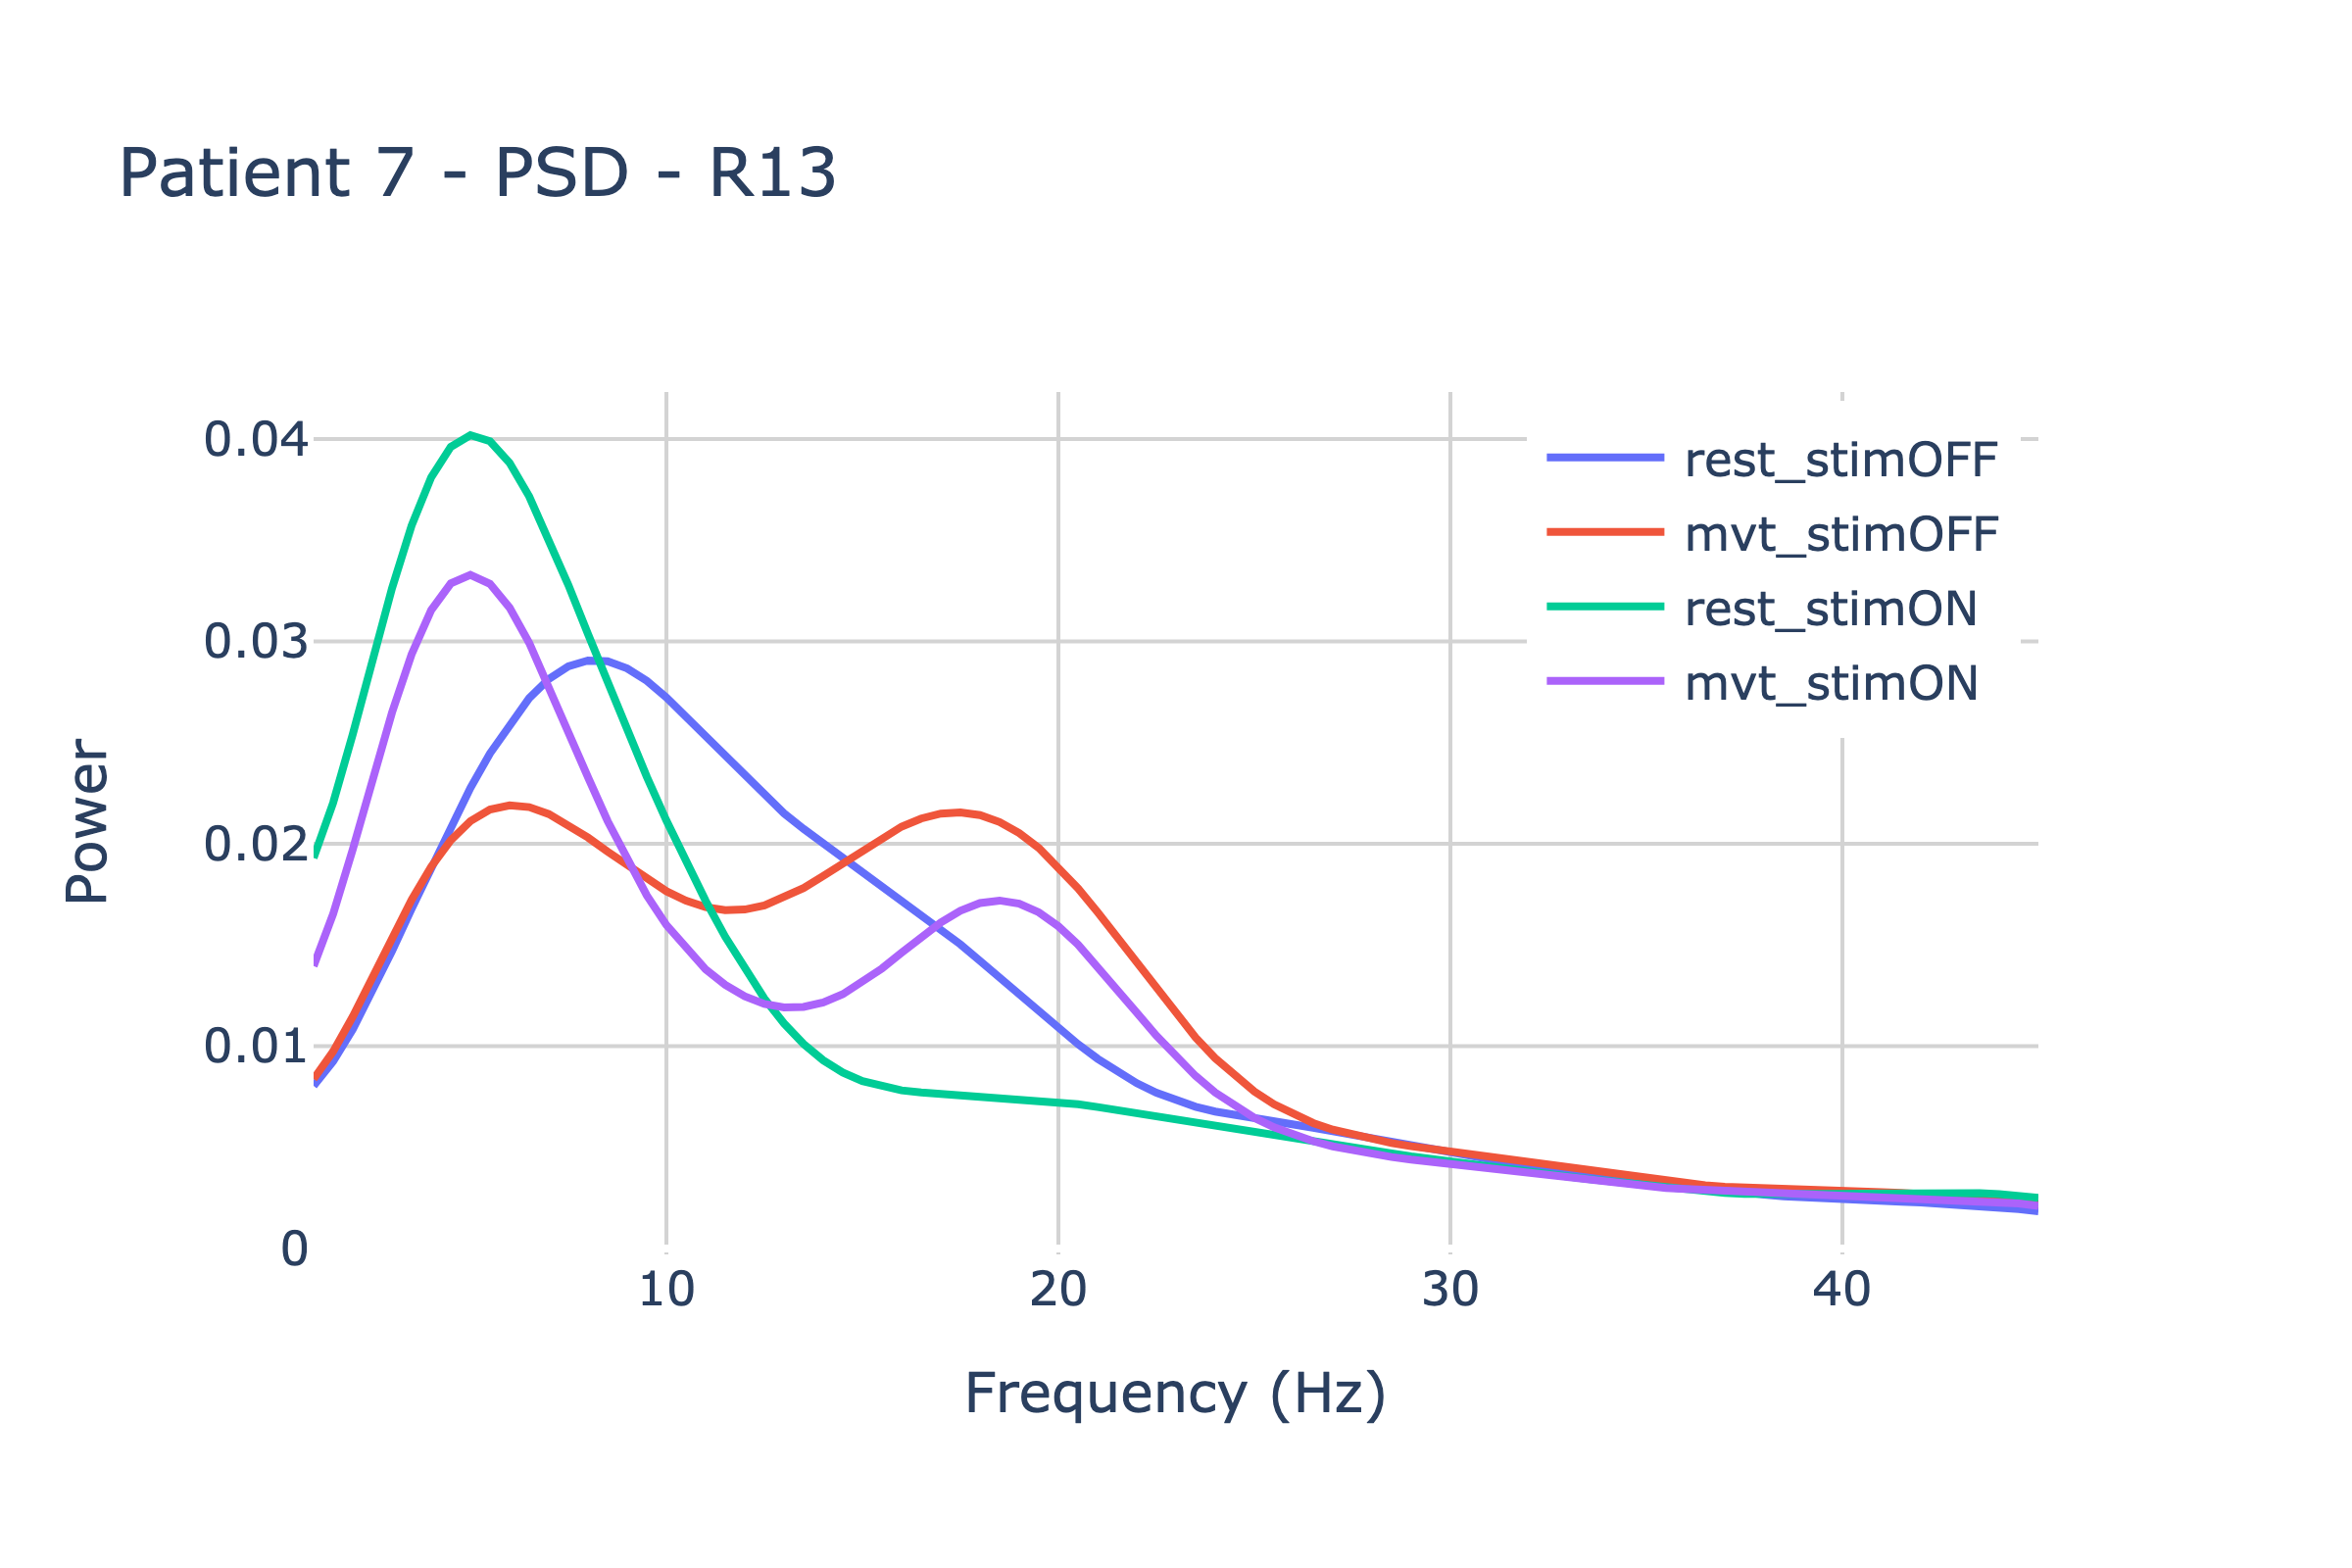 Patient 7 - PSD - R13
0.04
0.03
0.02
0.01
0
Power
rest_stimOFF
mvt_stimOFF
rest_stimON
mvt_stimON
10 20 30 40
Frequency (Hz)